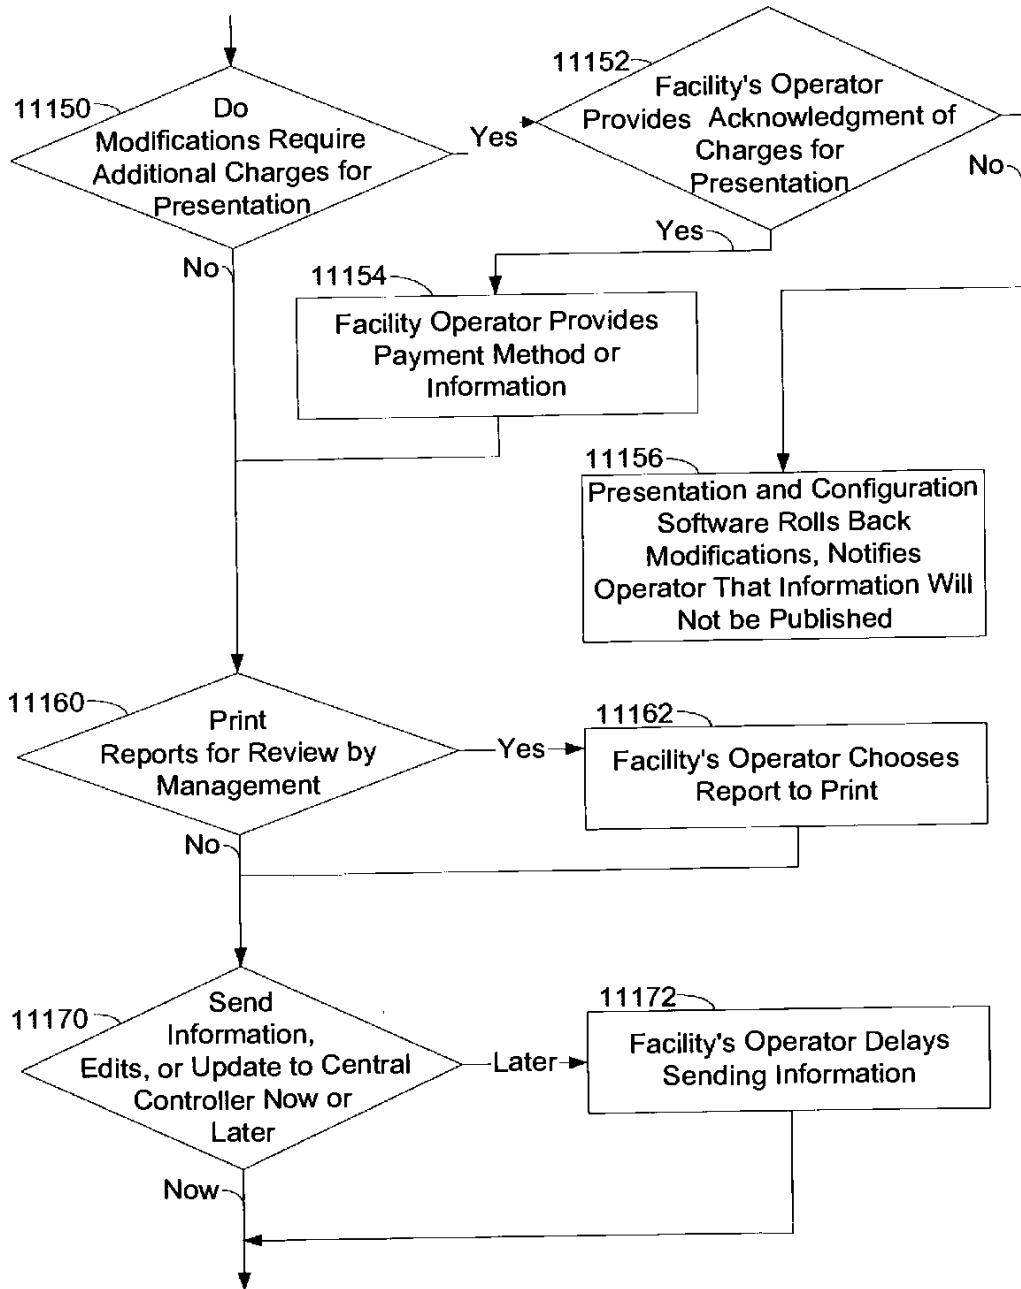 11150
Do
Modifications Require
Additional Charges for
Presentation
Yes
No
11152
Facility's Operator
Provides Acknowledgment of
Charges for
Presentation
No
Yes
11154
Facility Operator Provides
Payment Method or
Information
11156
Presentation and Configuration
Software Rolls Back
Modifications, Notifies
Operator That Information Will
Not be Published
11160
Print
Reports for Review by
Management
Yes
No
11162
Facility's Operator Chooses
Report to Print
11170
Send
Information,
Edits, or Update to Central
Controller Now or
Later
Later
Now
11172
Facility's Operator Delays
Sending Information